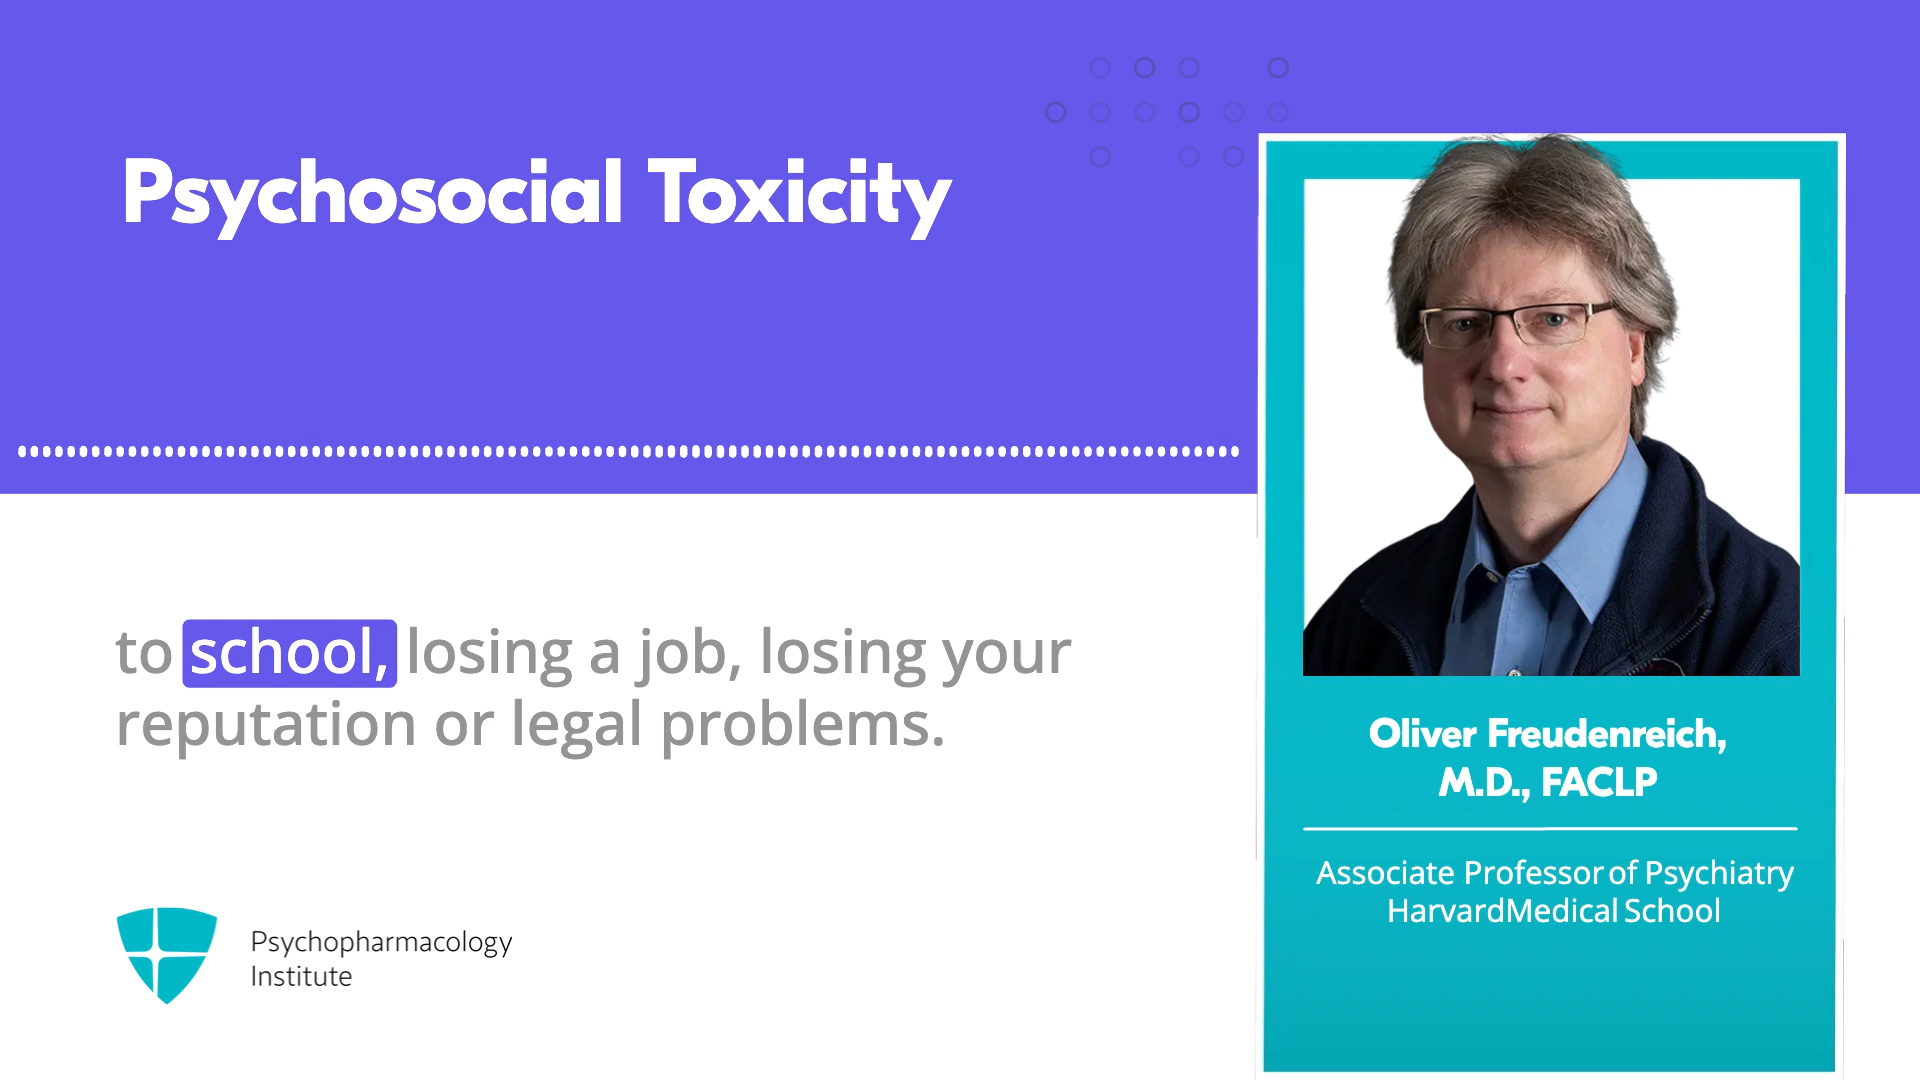 Psychosocial Toxicity
to school, losing a job, losing your
reputation or legal problems.
Psychopharmacology
Institute
Oliver Freudenreich,
M.D., FACLP
Associate Professor of Psychiatry
HarvardMedical School